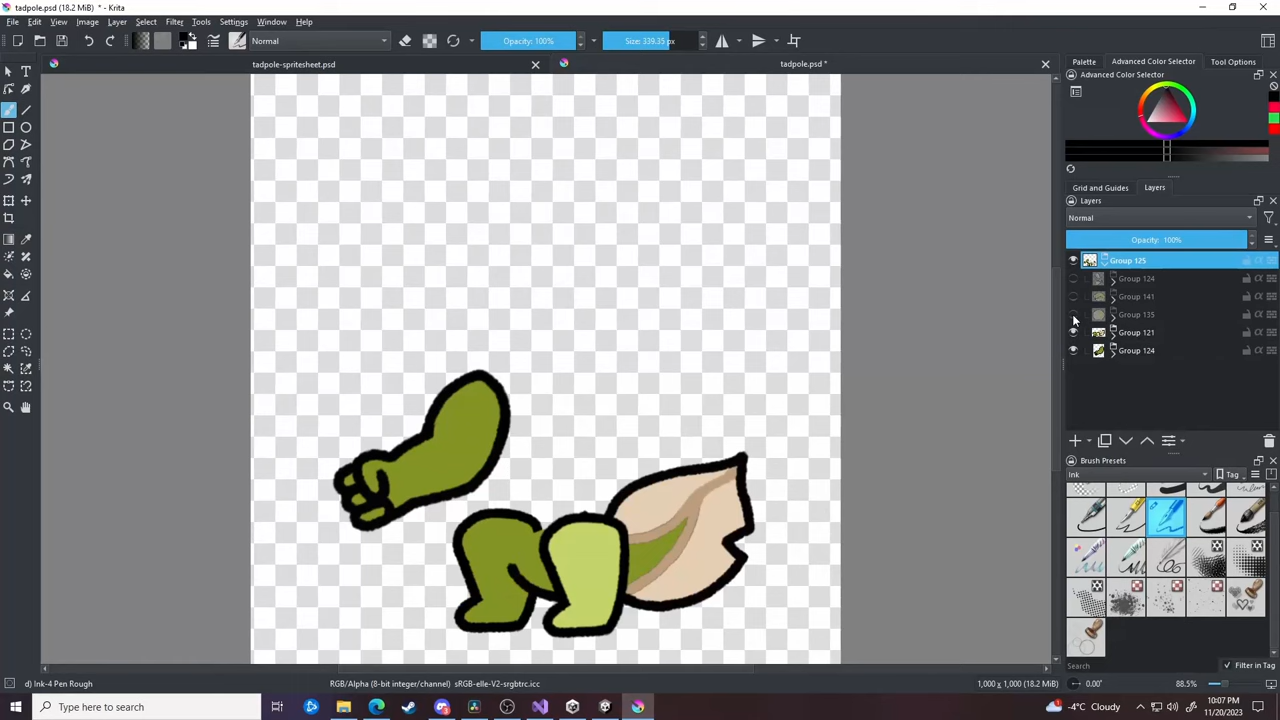 tadpole.psd (18.2 MiB) * - Krita
File Edit View Image Layer Select Filter Tools Settings Window Help
Normal Opacity: 100% Size: 339.35 px
tadpole-spritesheet.psd tadpole.psd *
Palette Advanced Color Selector Tool Options
Advanced Color Selector
Grid and Guides Layers
Layers
Normal
Opacity: 100%
Group 125
Group 124
Group 141
Group 135
Group 121
Group 124
Brush Presets
Ink Tag
Search Filter in Tag
d) Ink-4 Pen Rough RGB/Alpha (8-bit integer/channel) sRGB-elle-V2-srgbtrc.icc 1,000 x 1,000 (18.2 MiB) 0.00° 88.5%
Type here to search -4°C Cloudy 10:07 PM
11/20/2023